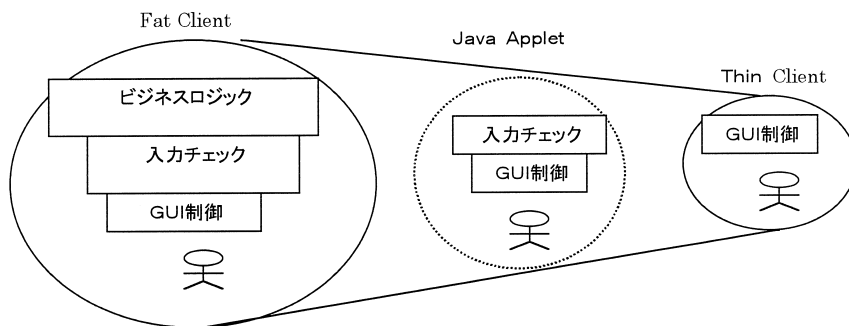 Fat Client
ビジネスロジック
入力チェック
GUI制御
Java Applet
入力チェック
GUI制御
Thin Client
GUI制御